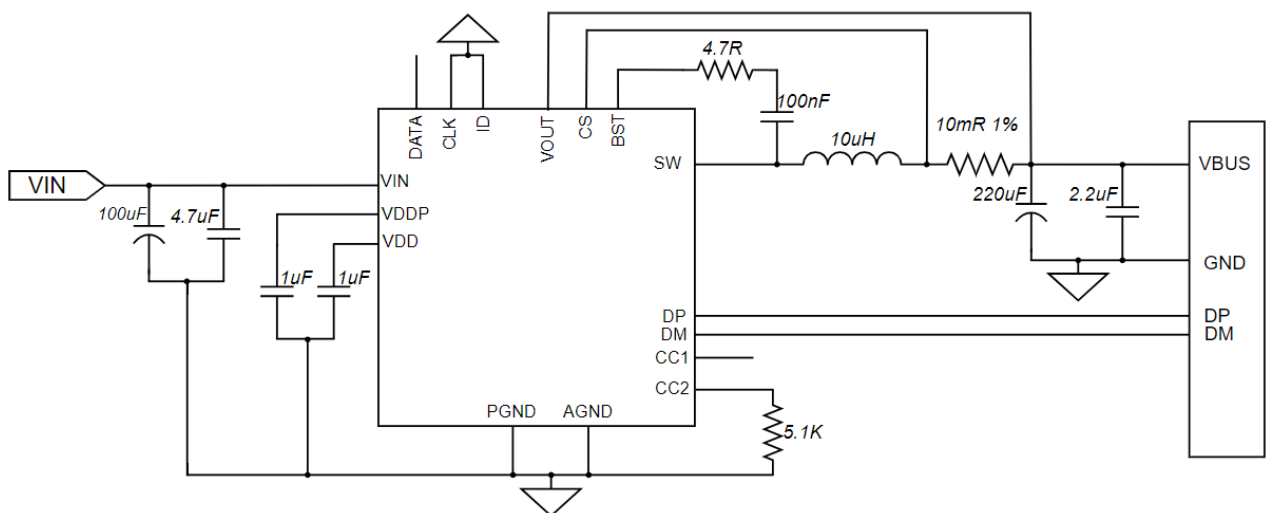 4.7R
100nF
10uH
10mR 1%
DATA
CLK
ID
VOUT
CS
BST
SW
VBUS
VIN
VIN
100uF
4.7uF
VDDP
VDD
220uF
2.2uF
1uF
1uF
GND
DP
DM
DP
DM
CC1
CC2
PGND
AGND
5.1K